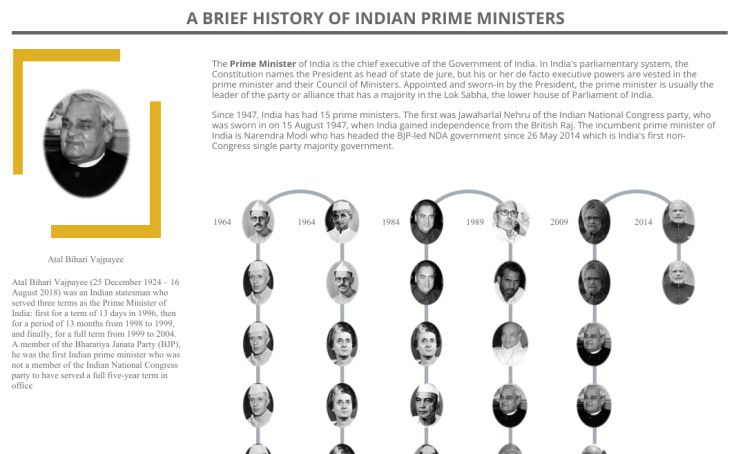 A BRIEF HISTORY OF INDIAN PRIME MINISTERS
The Prime Minister of India is the chief executive of the Government of India. In India's parliamentary system, the
Constitution names the President as head of state de jure, but his or her de facto executive powers are vested in the
prime minister and their Council of Ministers. Appointed and sworn-in by the President, the prime minister is usually the
leader of the party or alliance that has a majority in the Lok Sabha, the lower house of Parliament of India.
Since 1947, India has had 15 prime ministers. The first was Jawaharlal Nehru of the Indian National Congress party, who
was sworn in on 15 August 1947, when India gained independence from the British Raj. The incumbent prime minister of
India is Narendra Modi who has headed the BJP-led NDA government since 26 May 2014 which is India's first non-
Congress single party majority government.
1964 1964 1984 1989 2009 2014
Atal Bihari Vajpayee
Atal Bihari Vajpayee (25 December 1924 – 16
August 2018) was an Indian statesman who
served three terms as the Prime Minister of
India: first for a term of 13 days in 1996, then
for a period of 13 months from 1998 to 1999,
and finally, for a full term from 1999 to 2004.
A member of the Bharatiya Janata Party (BJP),
he was the first Indian prime minister who was
not a member of the Indian National Congress
party to have served a full five-year term in
office